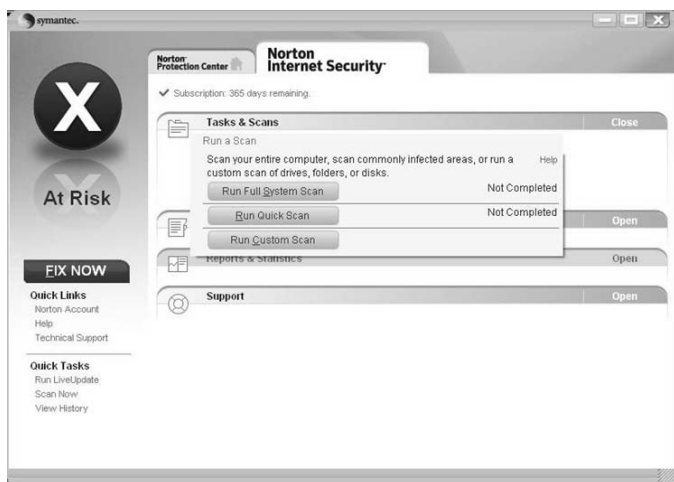 symantec.
Norton
Protection Center
Norton
Internet Security
Subscription: 365 days remaining.
X
At Risk
FIX NOW
Quick Links
Norton Account
Help
Technical Support
Quick Tasks
Run LiveUpdate
Scan Now
View History
Tasks & Scans Close
Run a Scan
Scan your entire computer, scan commonly infected areas, or run a Help
custom scan of drives, folders, or disks.
Run Full System Scan Not Completed
Run Quick Scan Not Completed
Run Custom Scan
Open
Reports & Statistics Open
Support Open